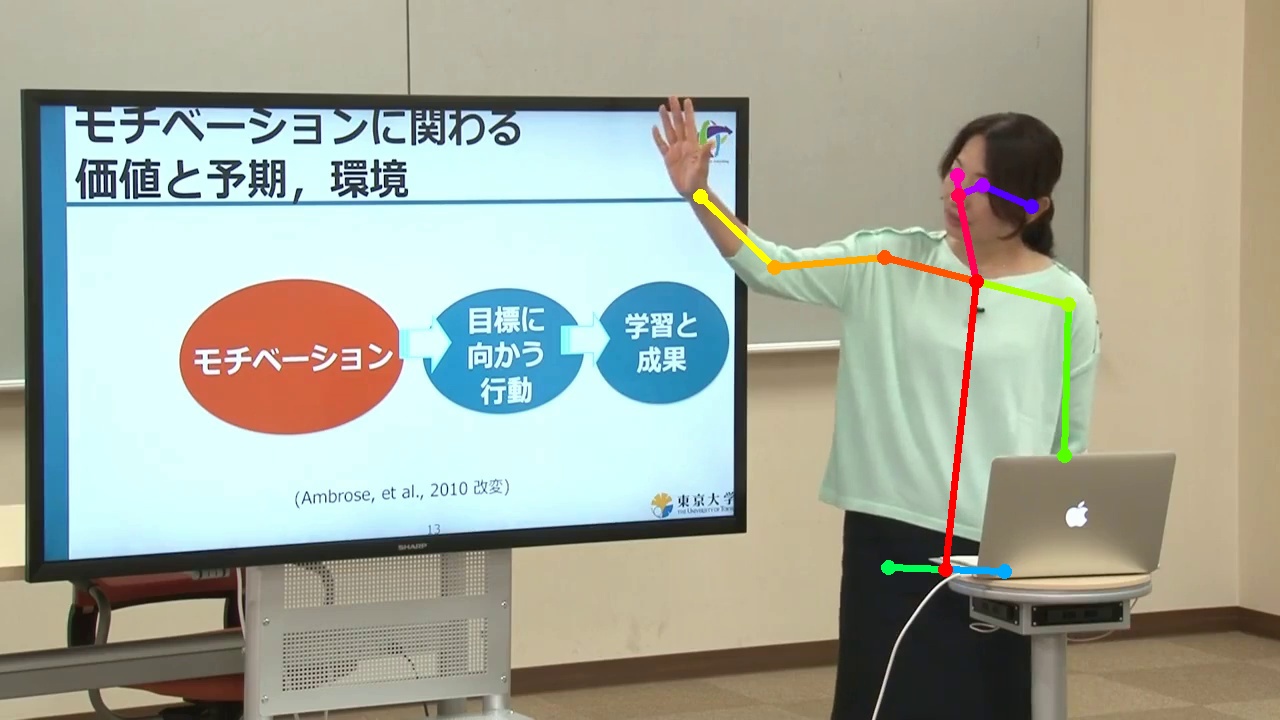 モチベーションに関わる
価値と予期，環境
モチベーション
目標に
向かう
行動
学習と
成果
(Ambrose, et al., 2010 改変)
東京大学
13
SHARP